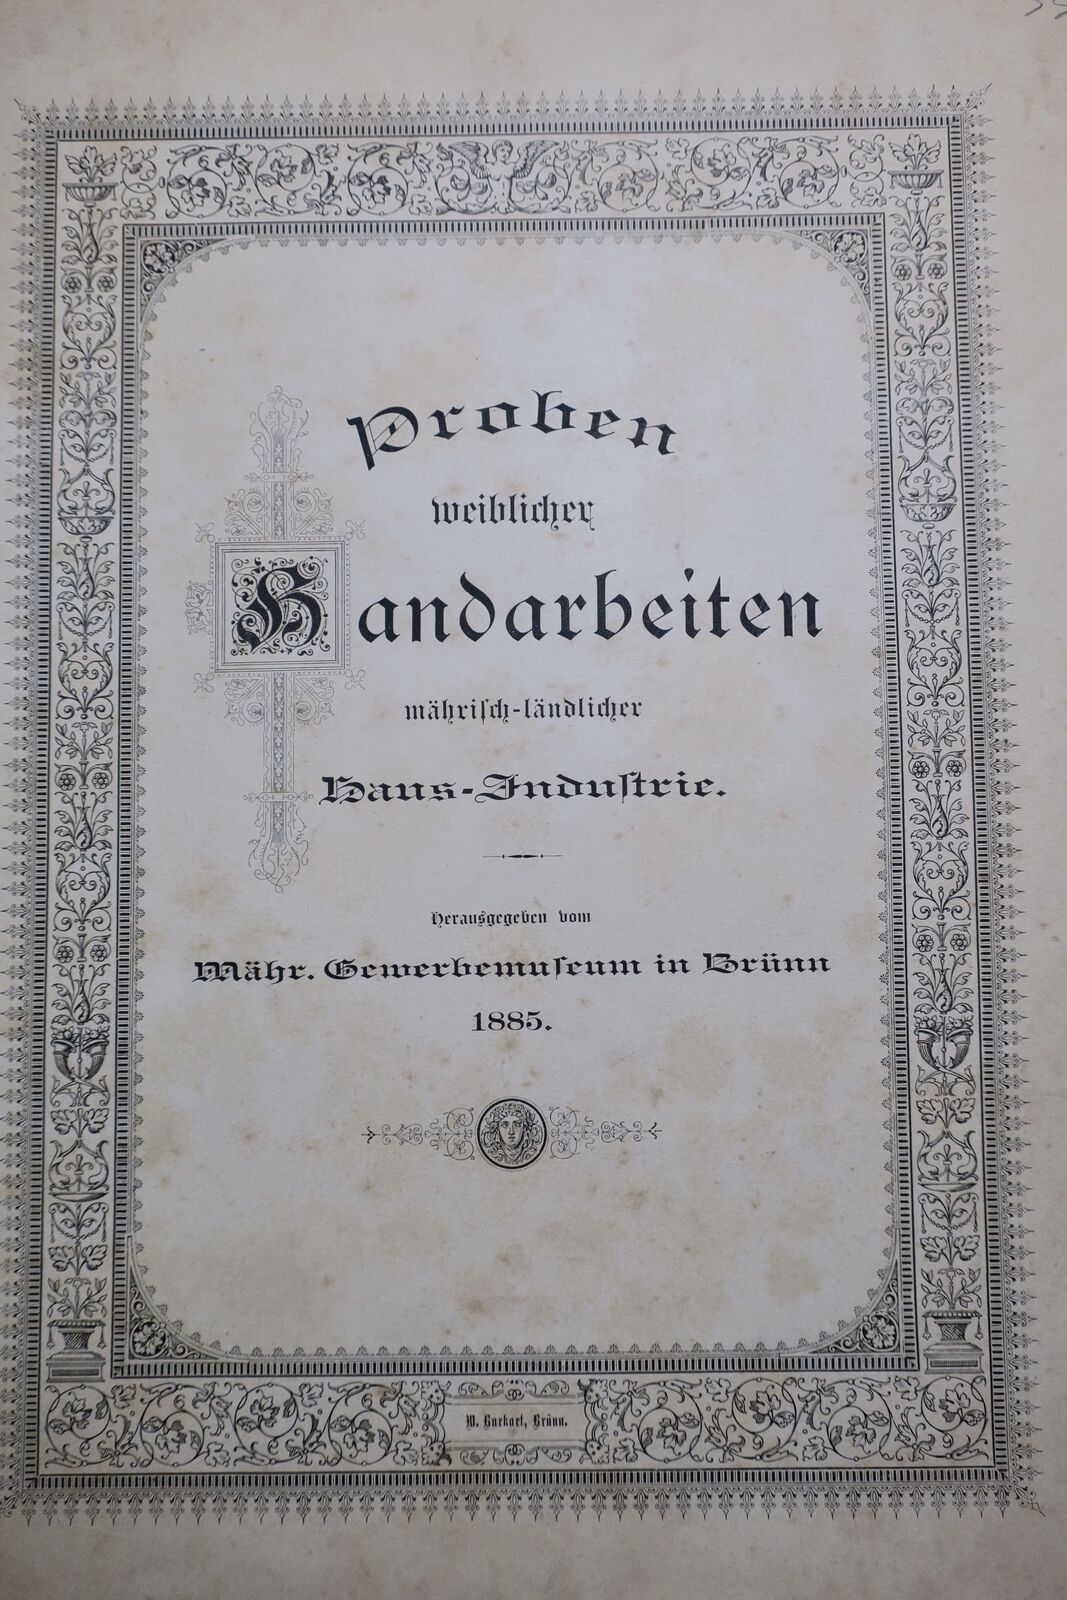 Proben
weiblicher
Handarbeiten
mährisch-ländlicher
Haus-Industrie.
Herausgegeben vom
Mähr. Gewerbemuseum in Brünn
1885.
W. Burkart, Brünn.